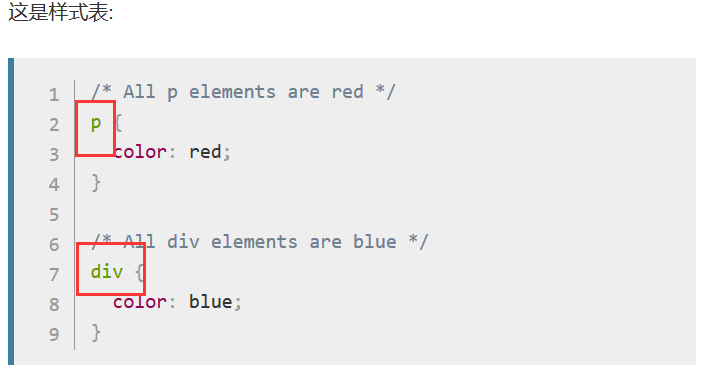 这是样式表:
1 /* All p elements are red */
2 p {
3   color: red;
4 }
5
6 /* All div elements are blue */
7 div {
8   color: blue;
9 }